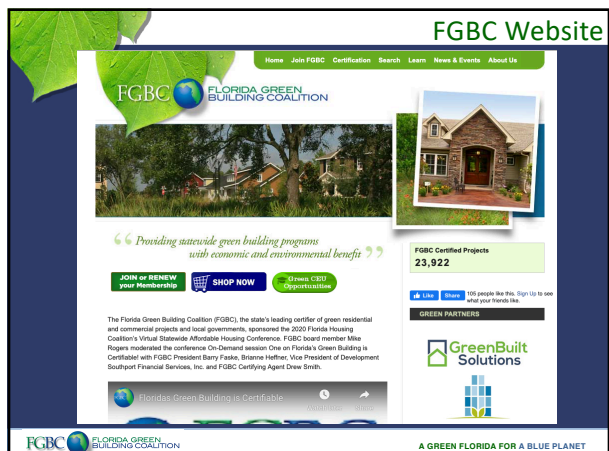 FGBC Website
Home Join FGBC Certification Search Learn News & Events About Us
FGBC FLORIDA GREEN
BUILDING COALITION
“ Providing statewide green building programs
with economic and environmental benefit ”
JOIN or RENEW
your Membership
SHOP NOW
Green CEU
Opportunities
FGBC Certified Projects
23,922
Like Share 105 people like this. Sign Up to see
what your friends like.
GREEN PARTNERS
GreenBuilt
Solutions
The Florida Green Building Coalition (FGBC), the state's leading certifier of green residential
and commercial projects and local governments, sponsored the 2020 Florida Housing
Coalition's Virtual Statewide Affordable Housing Conference. FGBC board member Mike
Rogers moderated the conference On-Demand session One on Florida's Green Building is
Certifiable! with FGBC President Barry Faske, Brianne Heffner, Vice President of Development
Southport Financial Services, Inc. and FGBC Certifying Agent Drew Smith.
Floridas Green Building is Certifiable
FGBC FLORIDA GREEN
BUILDING COALITION
A GREEN FLORIDA FOR A BLUE PLANET